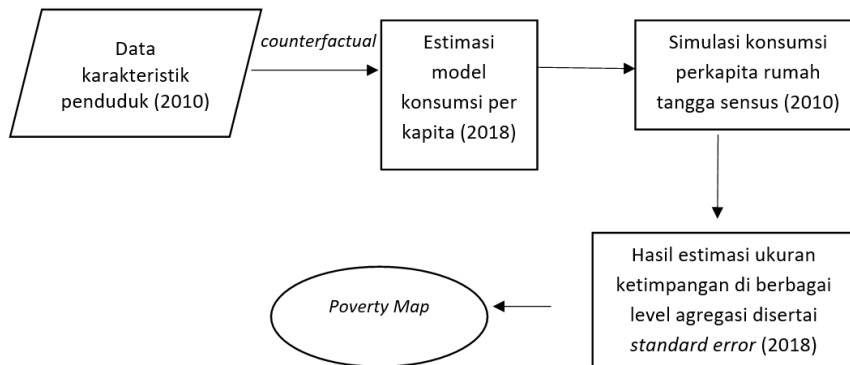 Data
karakteristik
penduduk (2010)
counterfactual
Estimasi
model
konsumsi per
kapita (2018)
Simulasi konsumsi
perkapita rumah
tangga sensus (2010)
Hasil estimasi ukuran
ketimpangan di berbagai
level agregasi disertai
standard error (2018)
Poverty Map